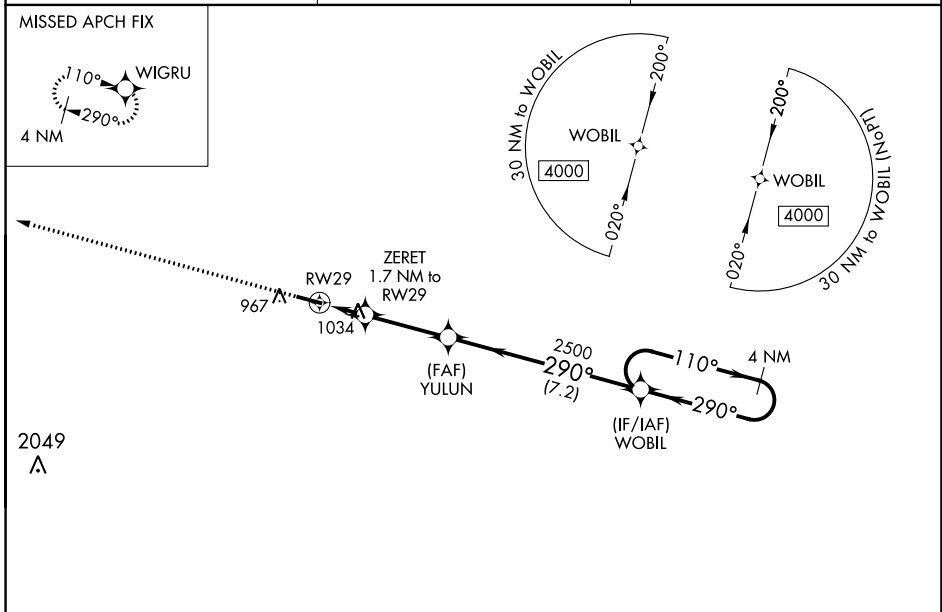 MISSED APCH FIX
110°
WIGRU
290°
4 NM
30 NM to WOBIL
200°
WOBIL
4000
020°
200°
WOBIL
4000
020°
30 NM to WOBIL (NoPT)
ZERET
1.7 NM to
RW29
RW29
967
1034
(FAF)
YULUN
2500
290°
(7.2)
110°
4 NM
290°
(IF/IAF)
WOBIL
2049